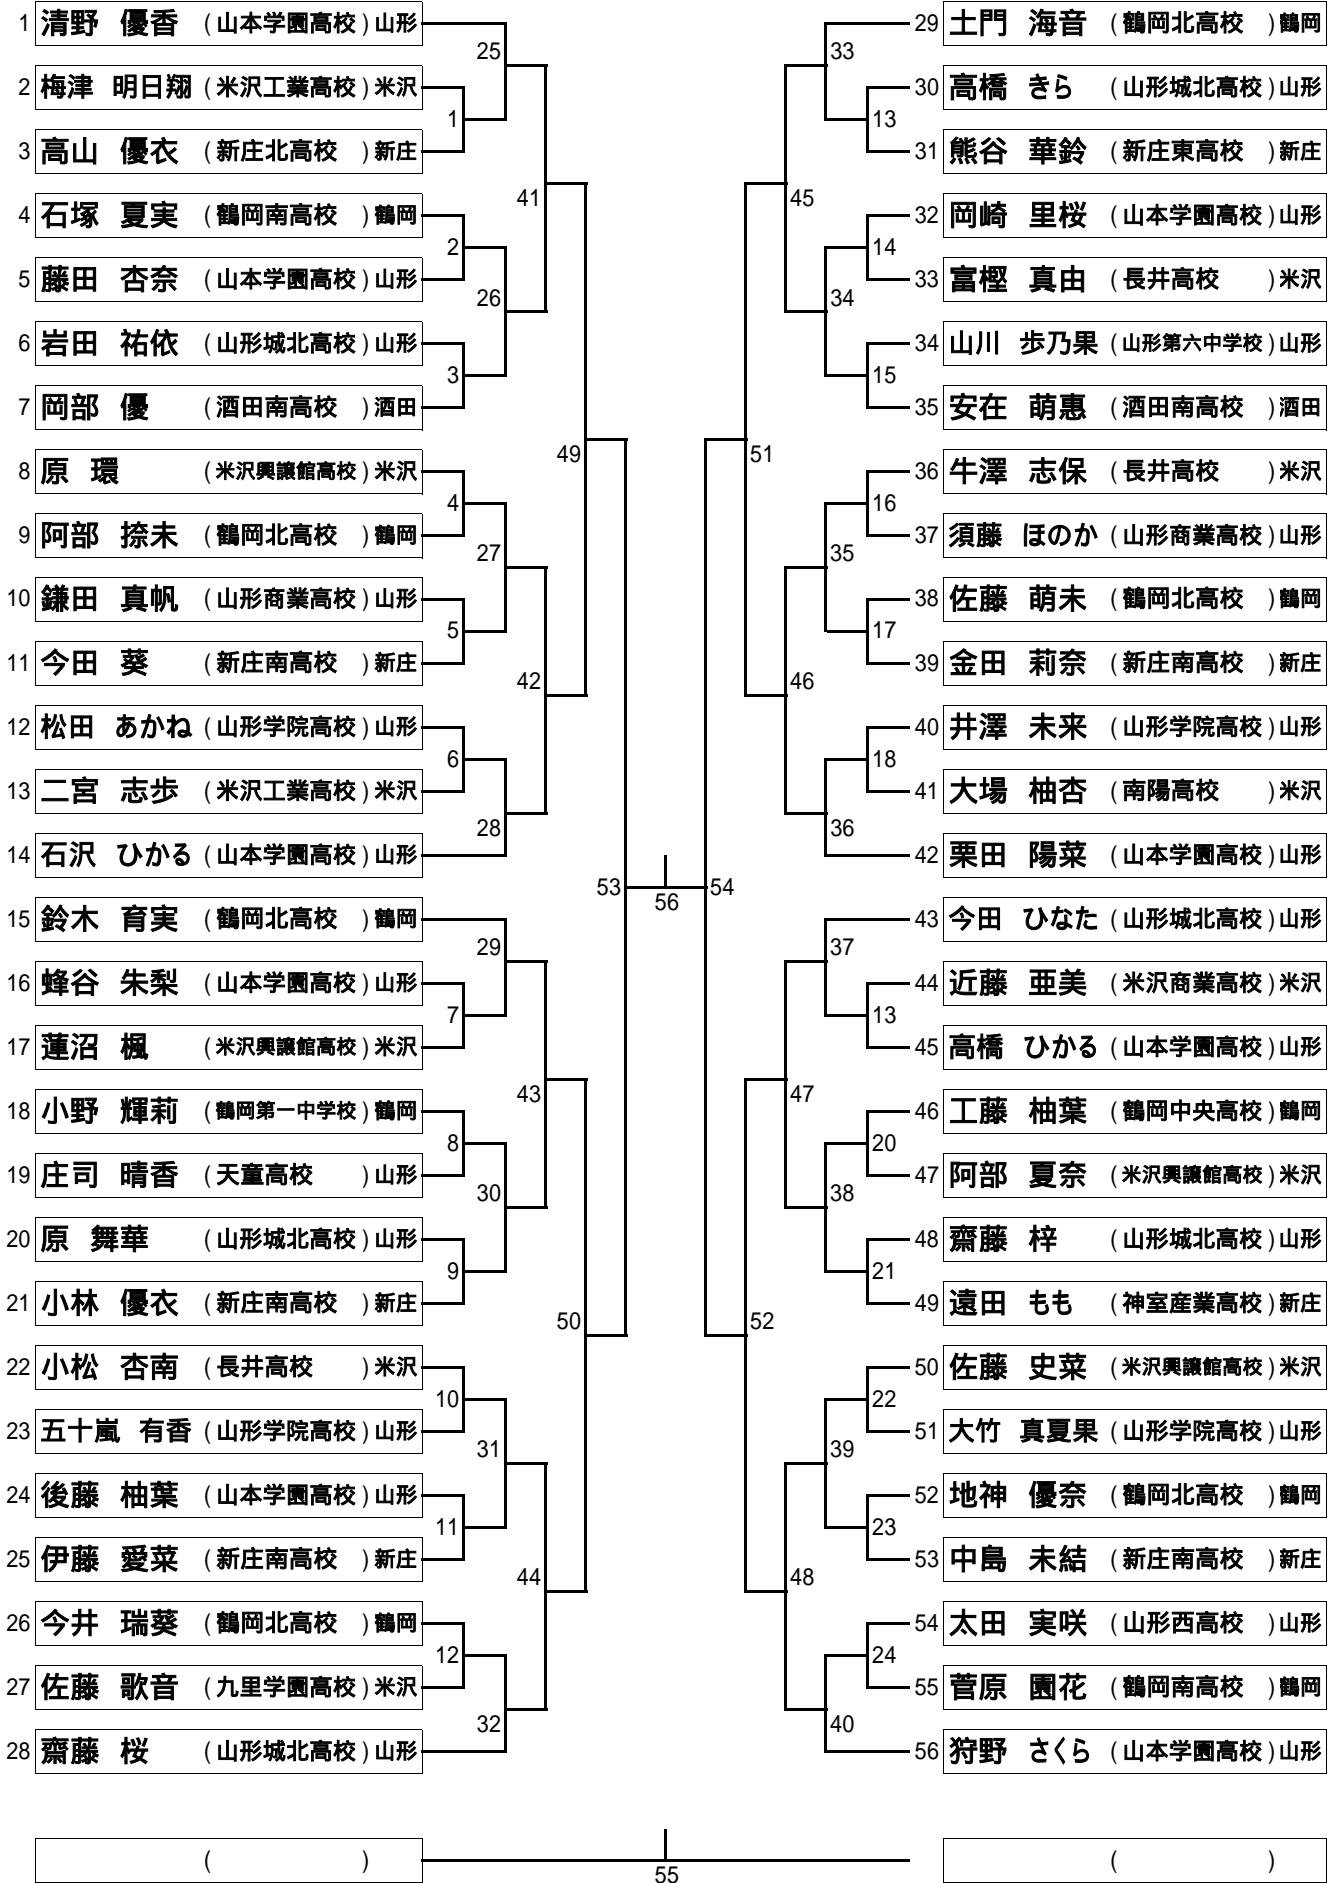 1 清野 優香 (山本学園高校) 山形
25
2 梅津 明日翔 (米沢工業高校) 米沢
1
3 高山 優衣 (新庄北高校) 新庄
41
4 石塚 夏実 (鶴岡南高校) 鶴岡
2
5 藤田 杏奈 (山本学園高校) 山形
26
6 岩田 祐依 (山形城北高校) 山形
3
7 岡部 優 (酒田南高校) 酒田
49
8 原 環 (米沢興譲館高校) 米沢
4
9 阿部 捺未 (鶴岡北高校) 鶴岡
27
10 鎌田 真帆 (山形商業高校) 山形
5
11 今田 葵 (新庄南高校) 新庄
42
12 松田 あかね (山形学院高校) 山形
6
13 二宮 志歩 (米沢工業高校) 米沢
28
14 石沢 ひかる (山本学園高校) 山形
53
15 鈴木 育実 (鶴岡北高校) 鶴岡
29
16 蜂谷 朱梨 (山本学園高校) 山形
7
17 蓮沼 楓 (米沢興譲館高校) 米沢
43
18 小野 輝莉 (鶴岡第一中学校) 鶴岡
8
19 庄司 晴香 (天童高校) 山形
30
20 原 舞華 (山形城北高校) 山形
9
21 小林 優衣 (新庄南高校) 新庄
50
22 小松 杏南 (長井高校) 米沢
10
23 五十嵐 有香 (山形学院高校) 山形
31
24 後藤 柚葉 (山本学園高校) 山形
11
25 伊藤 愛菜 (新庄南高校) 新庄
44
26 今井 瑞葵 (鶴岡北高校) 鶴岡
12
27 佐藤 歌音 (九里学園高校) 米沢
32
28 齋藤 桜 (山形城北高校) 山形
56
29 土門 海音 (鶴岡北高校) 鶴岡
33
30 高橋 きら (山形城北高校) 山形
13
31 熊谷 華鈴 (新庄東高校) 新庄
45
32 岡崎 里桜 (山本学園高校) 山形
14
33 富樫 真由 (長井高校) 米沢
34
34 山川 歩乃果 (山形第六中学校) 山形
15
35 安在 萌惠 (酒田南高校) 酒田
51
36 牛澤 志保 (長井高校) 米沢
16
37 須藤 ほのか (山形商業高校) 山形
35
38 佐藤 萌未 (鶴岡北高校) 鶴岡
17
39 金田 莉奈 (新庄南高校) 新庄
46
40 井澤 未来 (山形学院高校) 山形
18
41 大場 柚杏 (南陽高校) 米沢
36
42 栗田 陽菜 (山本学園高校) 山形
54
43 今田 ひなた (山形城北高校) 山形
37
44 近藤 亜美 (米沢商業高校) 米沢
13
45 高橋 ひかる (山本学園高校) 山形
47
46 工藤 柚葉 (鶴岡中央高校) 鶴岡
20
47 阿部 夏奈 (米沢興譲館高校) 米沢
38
48 齋藤 梓 (山形城北高校) 山形
21
49 遠田 もも (神室産業高校) 新庄
52
50 佐藤 史菜 (米沢興譲館高校) 米沢
22
51 大竹 真夏果 (山形学院高校) 山形
39
52 地神 優奈 (鶴岡北高校) 鶴岡
23
53 中島 未結 (新庄南高校) 新庄
48
54 太田 実咲 (山形西高校) 山形
24
55 菅原 園花 (鶴岡南高校) 鶴岡
40
56 狩野 さくら (山本学園高校) 山形
( )
55
( )